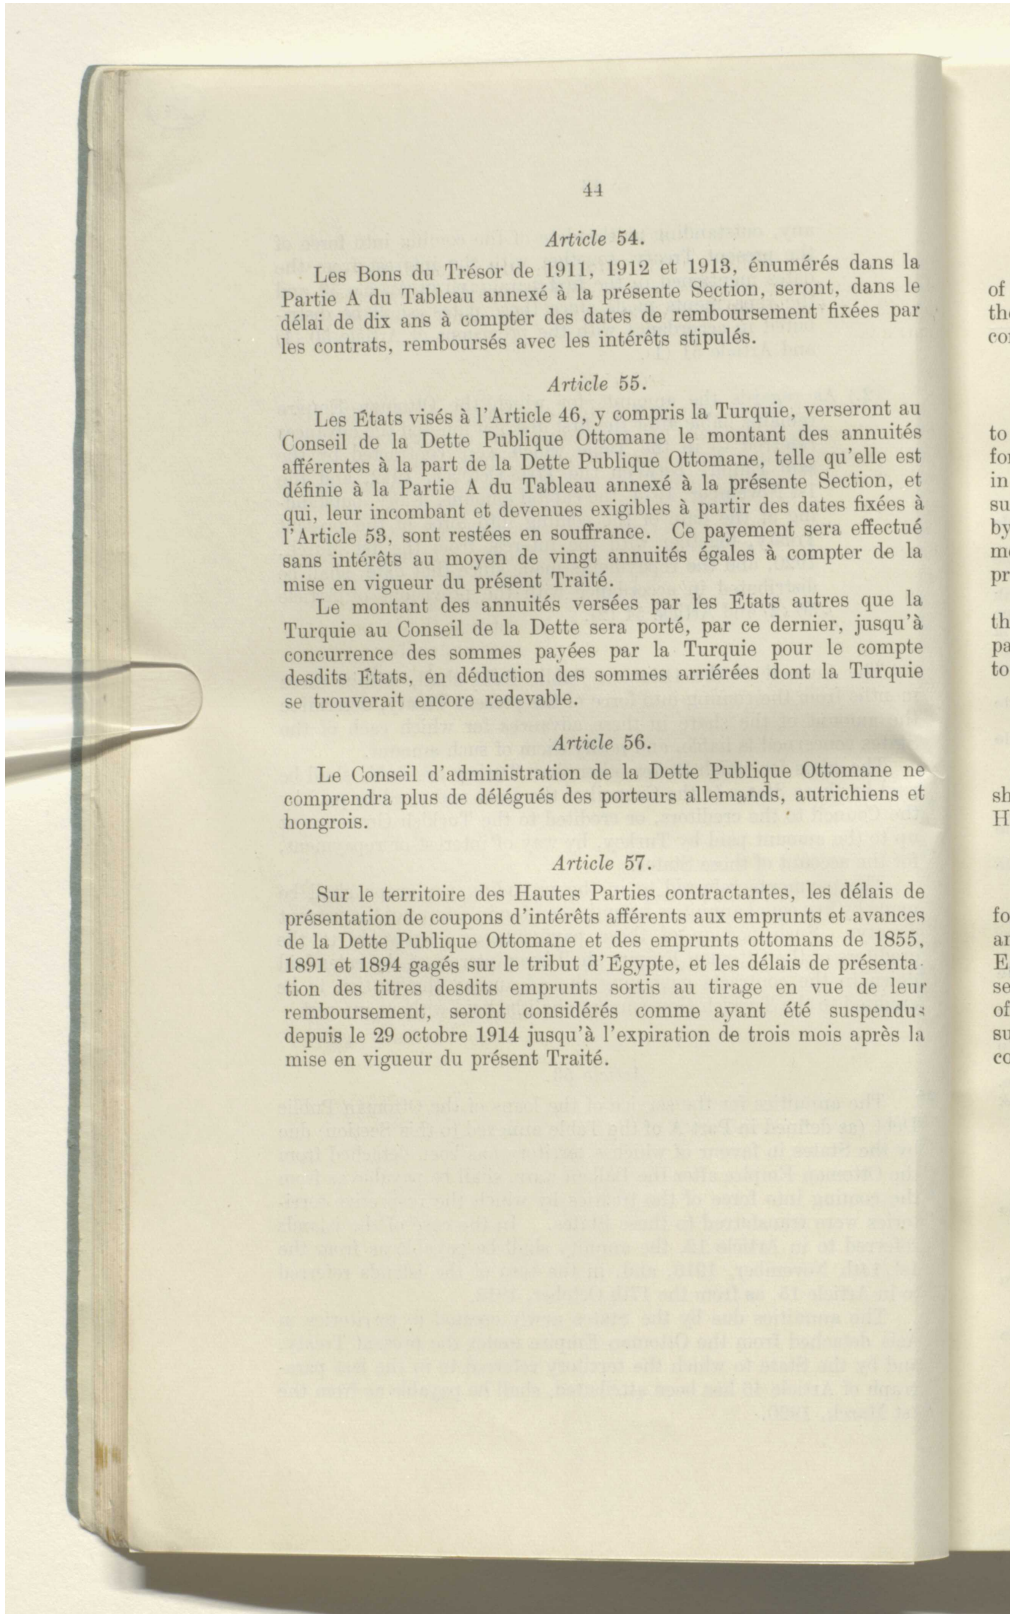 44
Article 54.
Les Bons du Trésor de 1911, 1912 et 1913, énumérés dans la
Partie A du Tableau annexé à la présente Section, seront, dans le
délai de dix ans à compter des dates de remboursement fixées par
les contrats, remboursés avec les intérêts stipulés.
Article 55.
Les États visés à l'Article 46, y compris la Turquie, verseront au
Conseil de la Dette Publique Ottomane le montant des annuités
afférentes à la part de la Dette Publique Ottomane, telle qu'elle est
définie à la Partie A du Tableau annexé à la présente Section, et
qui, leur incombant et devenues exigibles à partir des dates fixées à
l'Article 53, sont restées en souffrance. Ce payement sera effectué
sans intérêts au moyen de vingt annuités égales à compter de la
mise en vigueur du présent Traité.
Le montant des annuités versées par les États autres que la
Turquie au Conseil de la Dette sera porté, par ce dernier, jusqu'à
concurrence des sommes payées par la Turquie pour le compte
desdits États, en déduction des sommes arriérées dont la Turquie
se trouverait encore redevable.
Article 56.
Le Conseil d'administration de la Dette Publique Ottomane ne
comprendra plus de délégués des porteurs allemands, autrichiens et
hongrois.
Article 57.
Sur le territoire des Hautes Parties contractantes, les délais de
présentation de coupons d'intérêts afférents aux emprunts et avances
de la Dette Publique Ottomane et des emprunts ottomans de 1855,
1891 et 1894 gagés sur le tribut d'Égypte, et les délais de présenta-
tion des titres desdits emprunts sortis au tirage en vue de leur
remboursement, seront considérés comme ayant été suspendus
depuis le 29 octobre 1914 jusqu'à l'expiration de trois mois après la
mise en vigueur du présent Traité.